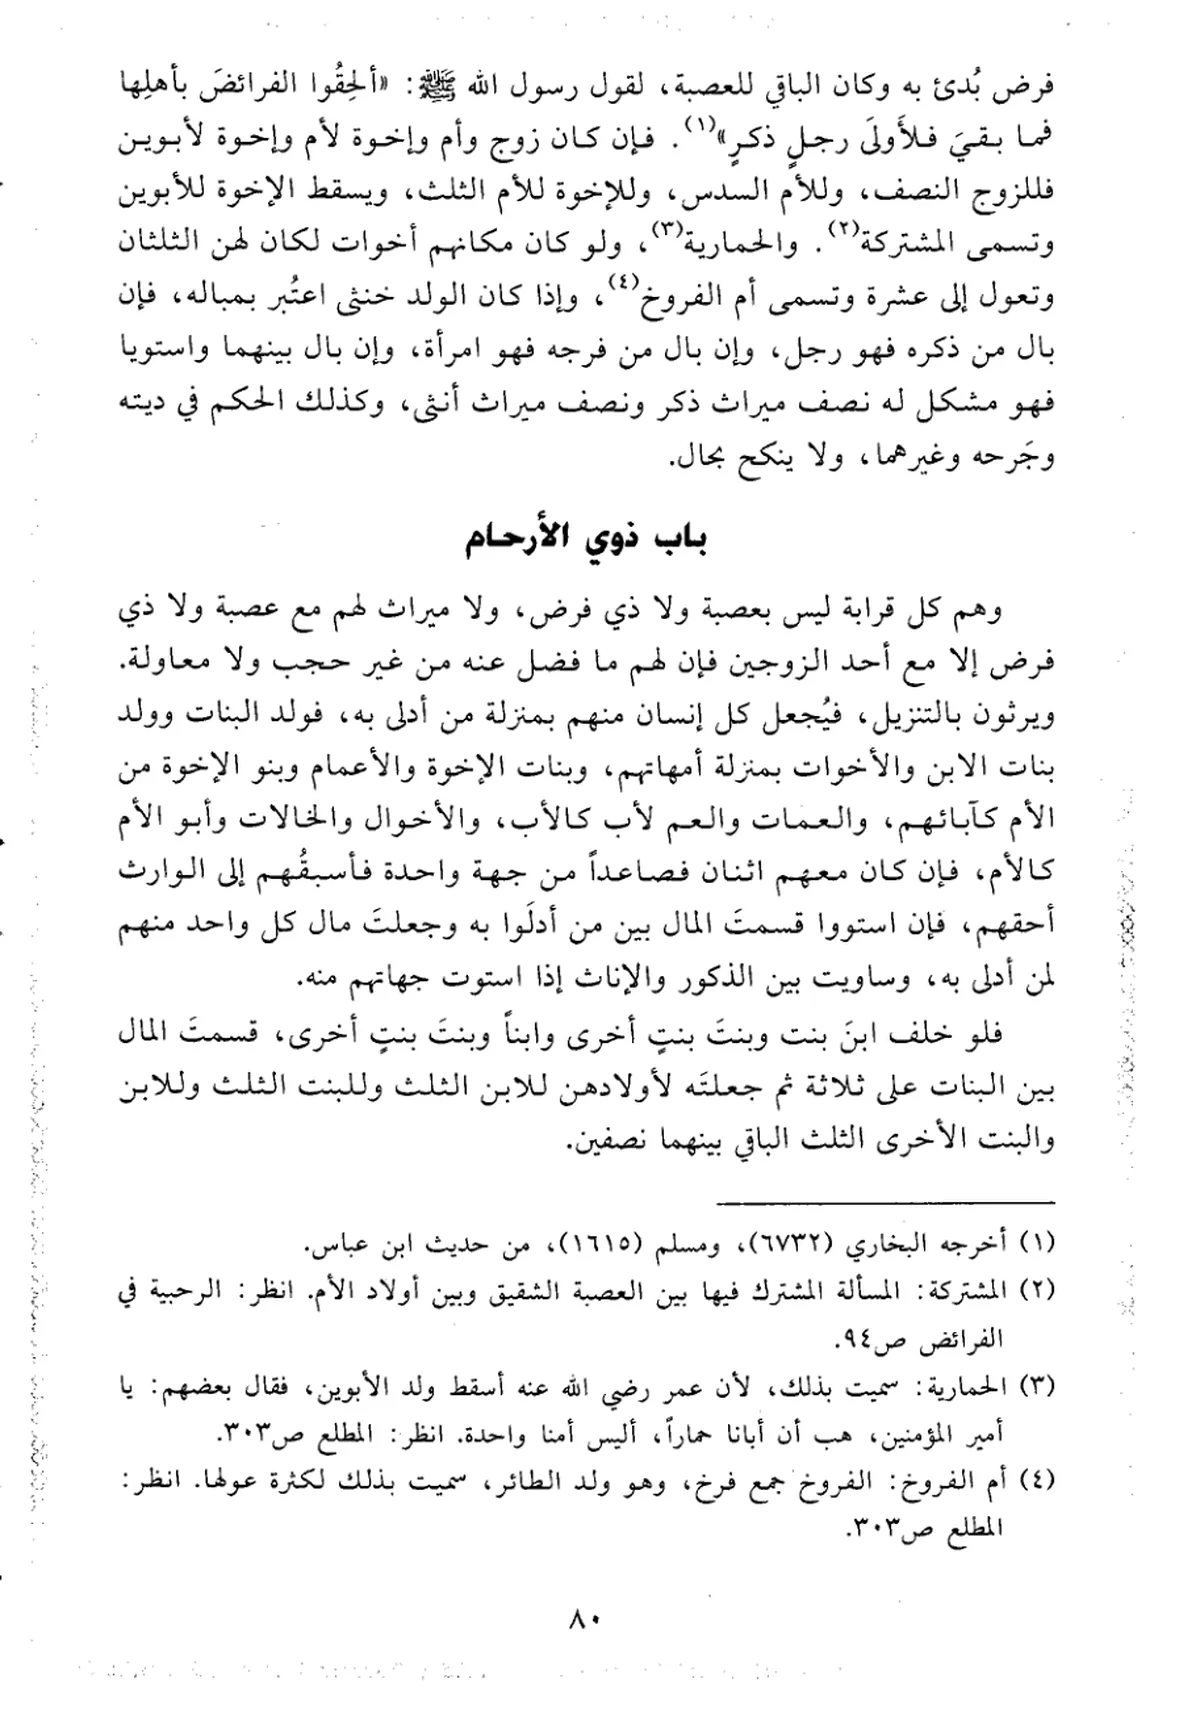 فرض بُدئ به وكان الباقي للعصبة، لقول رسول الله ﷺ: «ألحِقُوا الفرائضَ بأهلِها
فما بقيَ فلأَولَى رجلٍ ذكرٍ»(١). فإن كان زوج وأم وإخوة لأم وإخوة لأبوين
فللزوج النصف، وللأم السدس، وللإخوة للأم الثلث، ويسقط الإخوة للأبوين
وتسمى المشتركة(٢). والحمارية(٣)، ولو كان مكانهم أخوات لكان لهن الثلثان
وتعول إلى عشرة وتسمى أم الفروخ(٤)، وإذا كان الولد خنثى اعتُبر بمباله، فإن
بال من ذكره فهو رجل، وإن بال من فرجه فهو امرأة، وإن بال بينهما واستويا
فهو مشكل له نصف ميراث ذكر ونصف ميراث أنثى، وكذلك الحكم في ديته
وجَرحه وغيرهما، ولا ينكح بحال.
باب ذوي الأرحام
وهم كل قرابة ليس بعصبة ولا ذي فرض، ولا ميراث لهم مع عصبة ولا ذي
فرض إلا مع أحد الزوجين فإن لهم ما فضل عنه من غير حجب ولا معاولة.
ويرثون بالتنزيل، فيُجعل كل إنسان منهم بمنزلة من أدلى به، فولد البنات وولد
بنات الابن والأخوات بمنزلة أمهاتهم، وبنات الإخوة والأعمام وبنو الإخوة من
الأم كآبائهم، والعمات والعم لأب كالأب، والأخوال والخالات وأبو الأم
كالأم، فإن كان معهم اثنان فصاعداً من جهة واحدة فأسبقُهم إلى الوارث
أحقهم، فإن استووا قسمتَ المال بين من أدلَوا به وجعلتَ مال كل واحد منهم
لمن أدلى به، وساويت بين الذكور والإناث إذا استوت جهاتهم منه.
فلو خلف ابنَ بنت وبنتَ بنتٍ أخرى وابناً وبنتَ بنتٍ أخرى، قسمتَ المال
بين البنات على ثلاثة ثم جعلتَه لأولادهن للابن الثلث وللبنت الثلث وللابن
والبنت الأخرى الثلث الباقي بينهما نصفين.
(١) أخرجه البخاري (٦٧٣٢)، ومسلم (١٦١٥)، من حديث ابن عباس.
(٢) المشتركة: المسألة المشترك فيها بين العصبة الشقيق وبين أولاد الأم. انظر: الرحبية في
الفرائض ص٩٤.
(٣) الحمارية: سميت بذلك، لأن عمر رضي الله عنه أسقط ولد الأبوين، فقال بعضهم: يا
أمير المؤمنين، هب أن أبانا حماراً، أليس أمنا واحدة. انظر: المطلع ص٣٠٣.
(٤) أم الفروخ: الفروخ جمع فرخ، وهو ولد الطائر، سميت بذلك لكثرة عولها. انظر:
المطلع ص٣٠٣.
٨٠